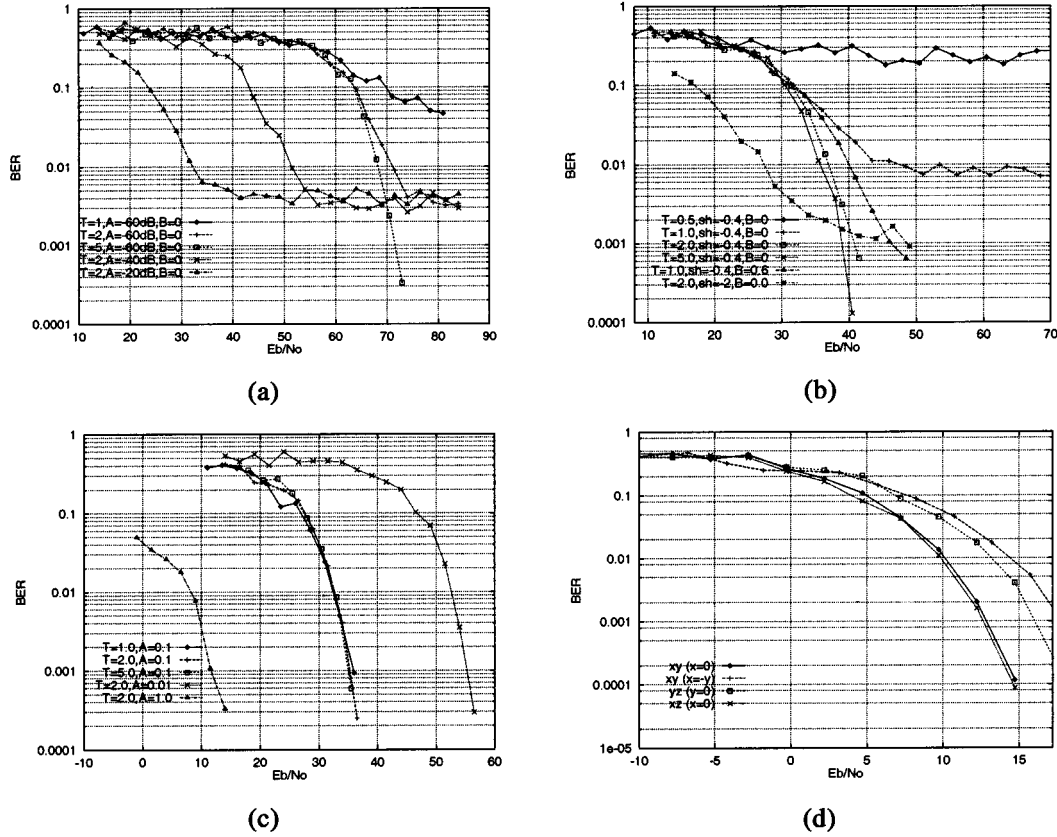 1
0.1
0.01
0.001
0.0001
BER
T=1,A=-60dB,B=0
T=2,A=-60dB,B=0
T=5,A=-60dB,B=0
T=2,A=-40dB,B=0
T=2,A=-20dB,B=0
10 20 30 40 50 60 70 80 90
Eb/No
(a)
1
0.1
0.01
0.001
0.0001
BER
T=0.5,sh=-0.4,B=0
T=1.0,sh=-0.4,B=0
T=2.0,sh=-0.4,B=0
T=5.0,sh=-0.4,B=0
T=1.0,sh=-0.4,B=0.6
T=2.0,sh=-2,B=0.0
10 20 30 40 50 60 70
Eb/No
(b)
1
0.1
0.01
0.001
0.0001
BER
T=1.0,A=0.1
T=2.0,A=0.1
T=5.0,A=0.1
T=2.0,A=0.01
T=2.0,A=1.0
-10 0 10 20 30 40 50 60
Eb/No
(c)
1
0.1
0.01
0.001
0.0001
1e-05
BER
xy (x=0)
xy (x=-y)
yz (y=0)
xz (x=0)
-10 -5 0 5 10 15
Eb/No
(d)